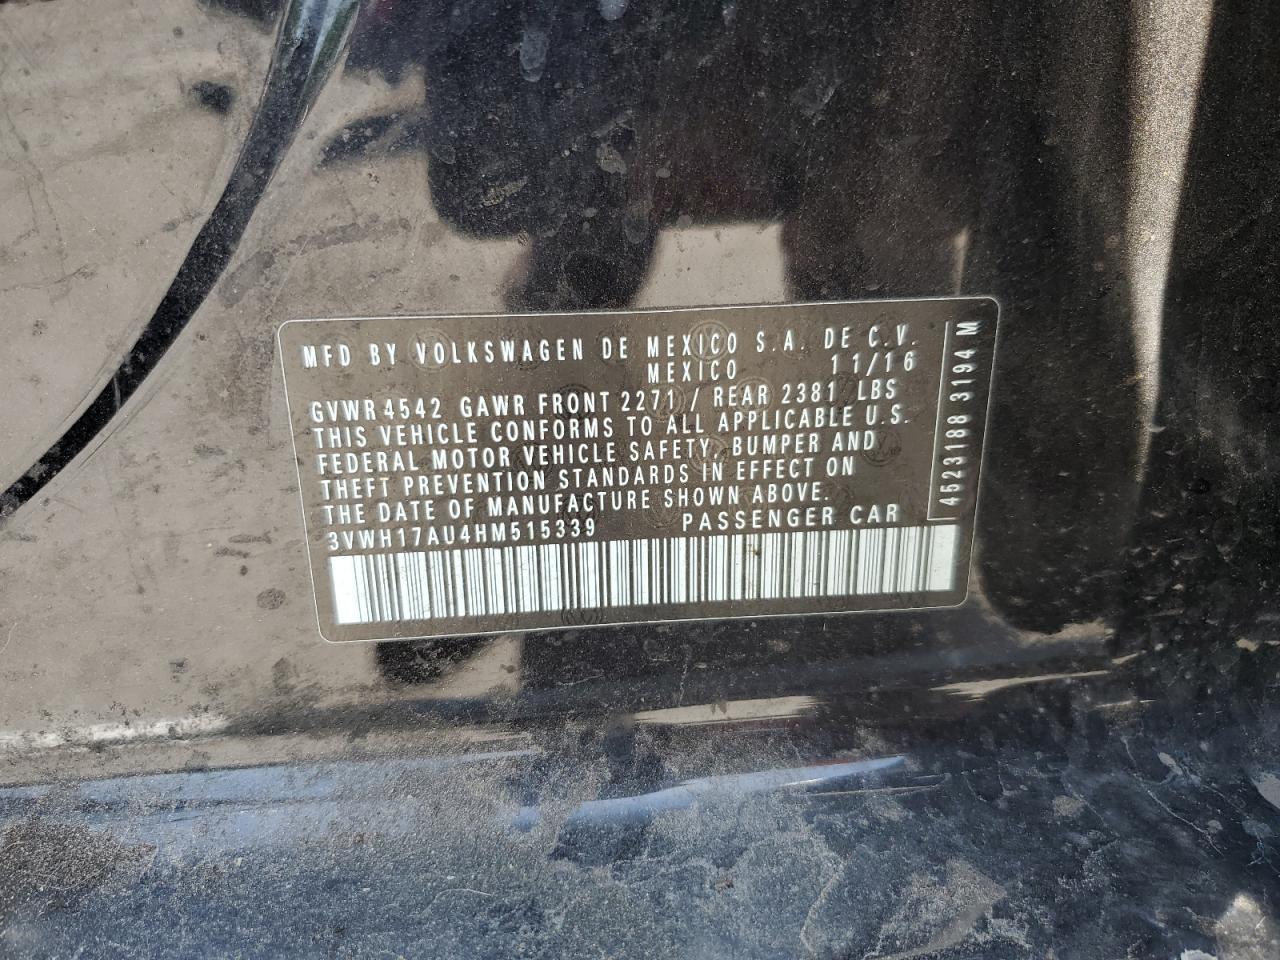 MFD BY VOLKSWAGEN DE MEXICO S.A. DE C.V.
MEXICO 11/16
GVWR 4542 GAWR FRONT 2271 / REAR 2381 LBS
THIS VEHICLE CONFORMS TO ALL APPLICABLE U.S.
FEDERAL MOTOR VEHICLE SAFETY, BUMPER AND
THEFT PREVENTION STANDARDS IN EFFECT ON
THE DATE OF MANUFACTURE SHOWN ABOVE.
3VWH17AU4HM515339 PASSENGER CAR
4523188 3194 M